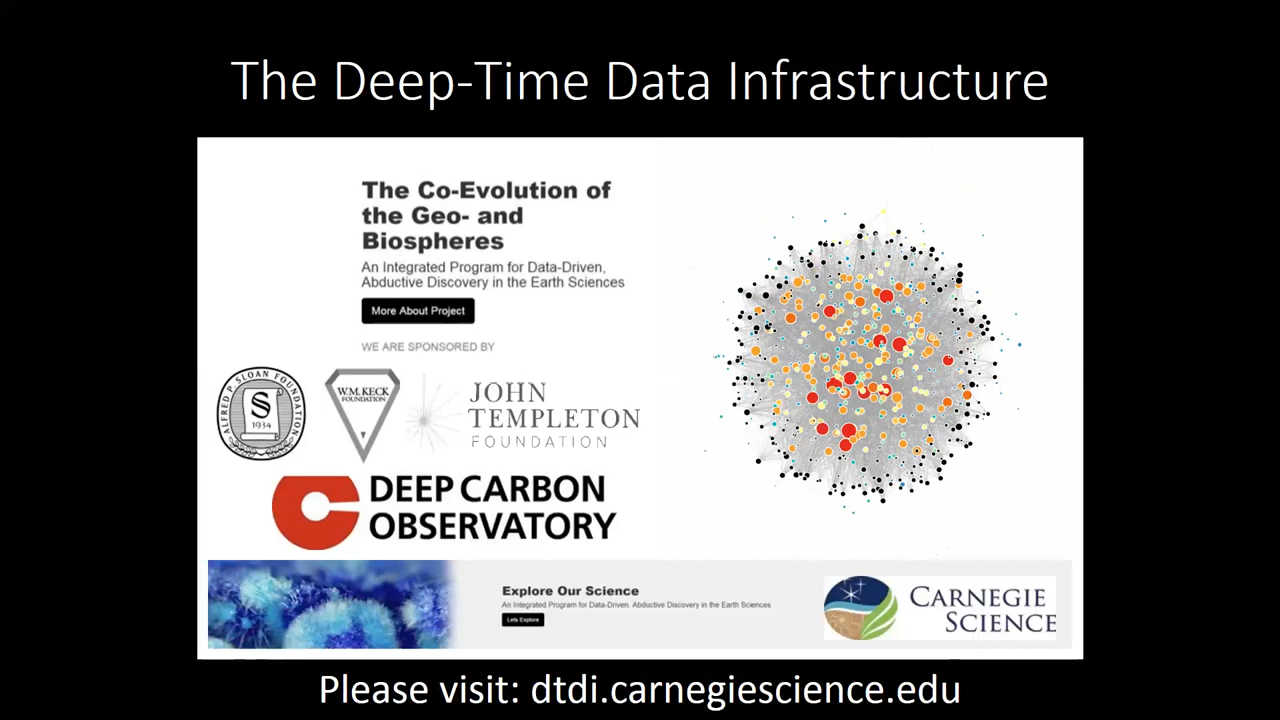 The Deep-Time Data Infrastructure
The Co-Evolution of
the Geo- and
Biospheres
An Integrated Program for Data-Driven,
Abductive Discovery in the Earth Sciences
More About Project
WE ARE SPONSORED BY
ALFRED P. SLOAN FOUNDATION
S
1934
W.M. KECK
FOUNDATION
JOHN
TEMPLETON
FOUNDATION
DEEP CARBON
OBSERVATORY
Explore Our Science
An Integrated Program for Data-Driven. Abductive Discovery in the Earth Sciences
Lets Explore
CARNEGIE
SCIENCE
Please visit: dtdi.carnegiescience.edu